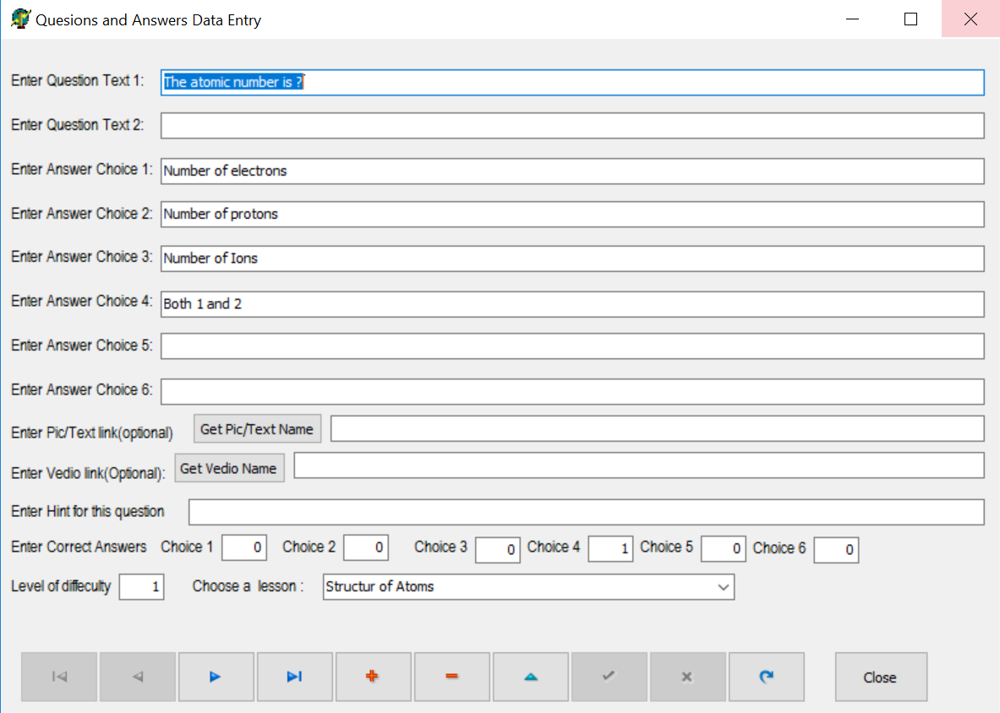 Quesions and Answers Data Entry
Enter Question Text 1: The atomic number is ?
Enter Question Text 2:
Enter Answer Choice 1: Number of electrons
Enter Answer Choice 2: Number of protons
Enter Answer Choice 3: Number of Ions
Enter Answer Choice 4: Both 1 and 2
Enter Answer Choice 5:
Enter Answer Choice 6:
Enter Pic/Text link(optional) Get Pic/Text Name
Enter Vedio link(Optional): Get Vedio Name
Enter Hint for this question
Enter Correct Answers Choice 1 0 Choice 2 0 Choice 3 0 Choice 4 1 Choice 5 0 Choice 6 0
Level of diffeculty 1 Choose a lesson : Structur of Atoms
Close